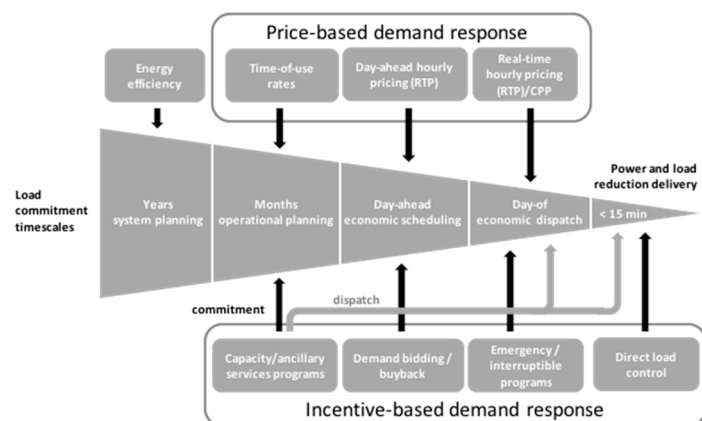 Price-based demand response
Energy
efficiency
Time-of-use
rates
Day-ahead hourly
pricing (RTP)
Real-time
hourly pricing
(RTP)/CPP
Load
commitment
timescales
Years
system planning
Months
operational planning
Day-ahead
economic scheduling
Day-of
economic dispatch
Power and load
reduction delivery
< 15 min
commitment
dispatch
Capacity/ancillary
services programs
Demand bidding /
buyback
Emergency /
interruptible programs
Direct load
control
Incentive-based demand response